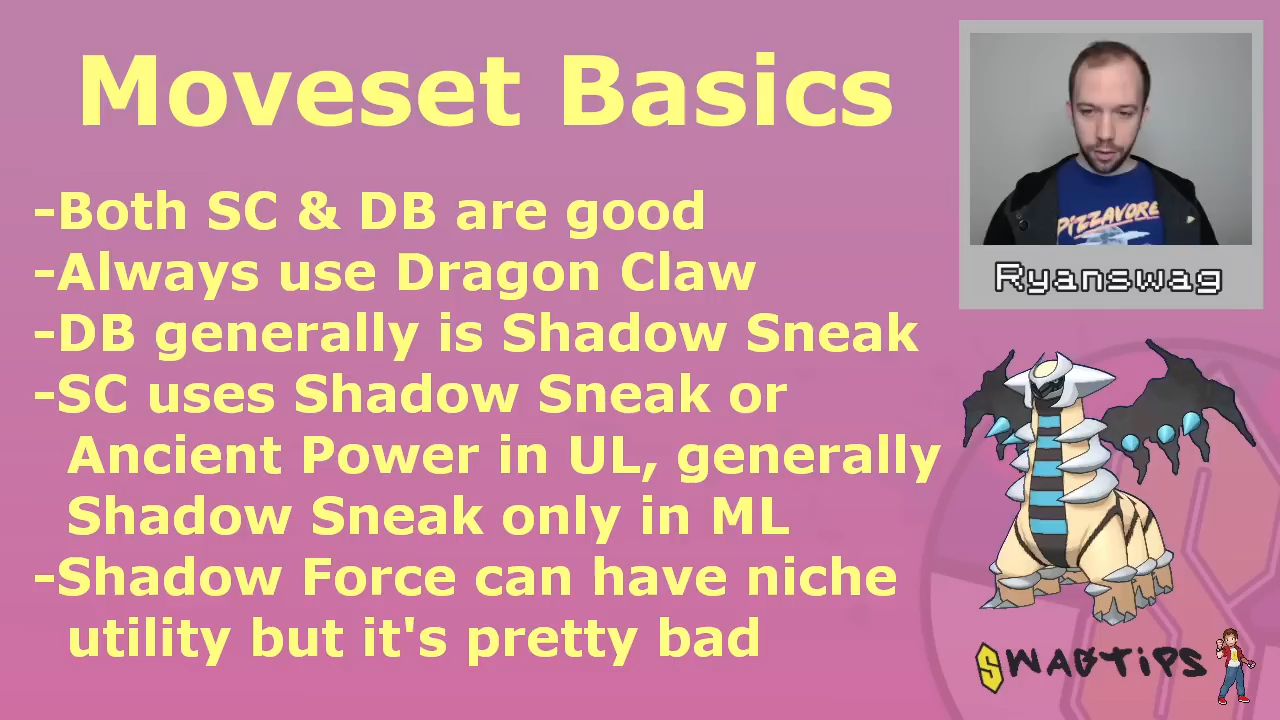 Moveset Basics
-Both SC & DB are good
-Always use Dragon Claw
-DB generally is Shadow Sneak
-SC uses Shadow Sneak or
Ancient Power in UL, generally
Shadow Sneak only in ML
-Shadow Force can have niche
utility but it's pretty bad
PIZZAVORE
Ryanswag
SWAGTIPS